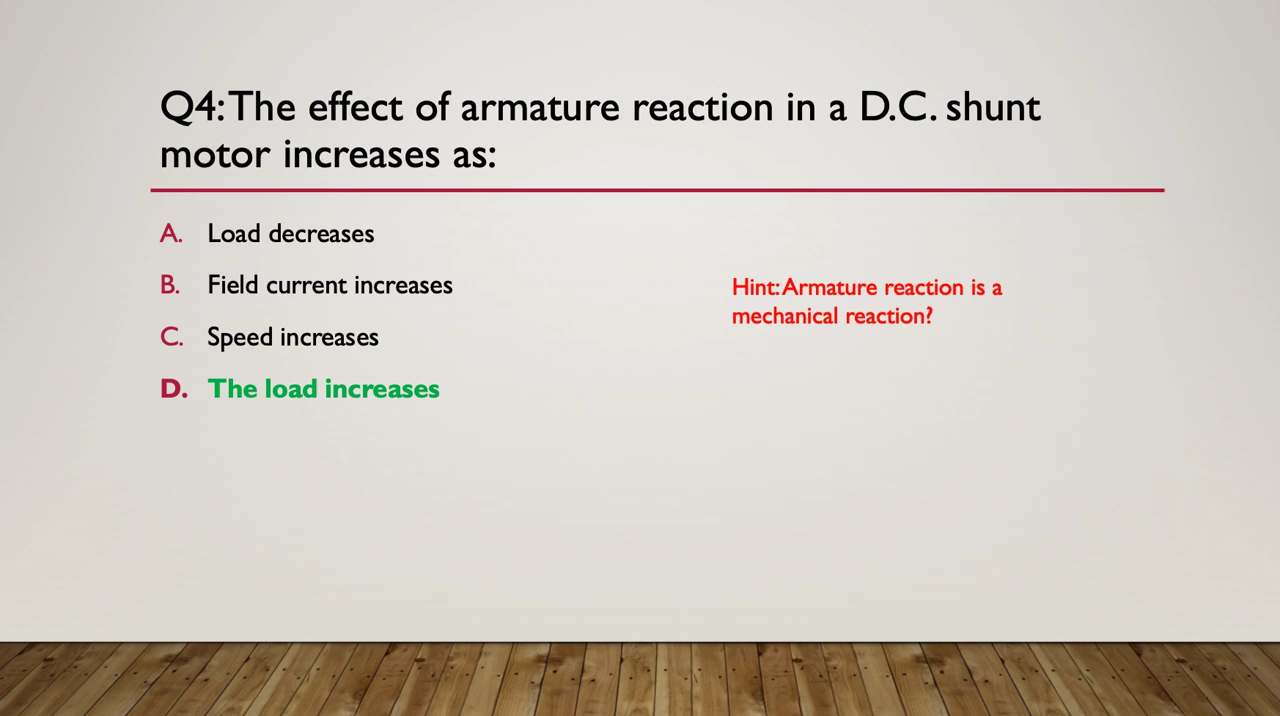 Q4: The effect of armature reaction in a D.C. shunt
motor increases as:
A. Load decreases
B. Field current increases
C. Speed increases
D. The load increases
Hint: Armature reaction is a
mechanical reaction?